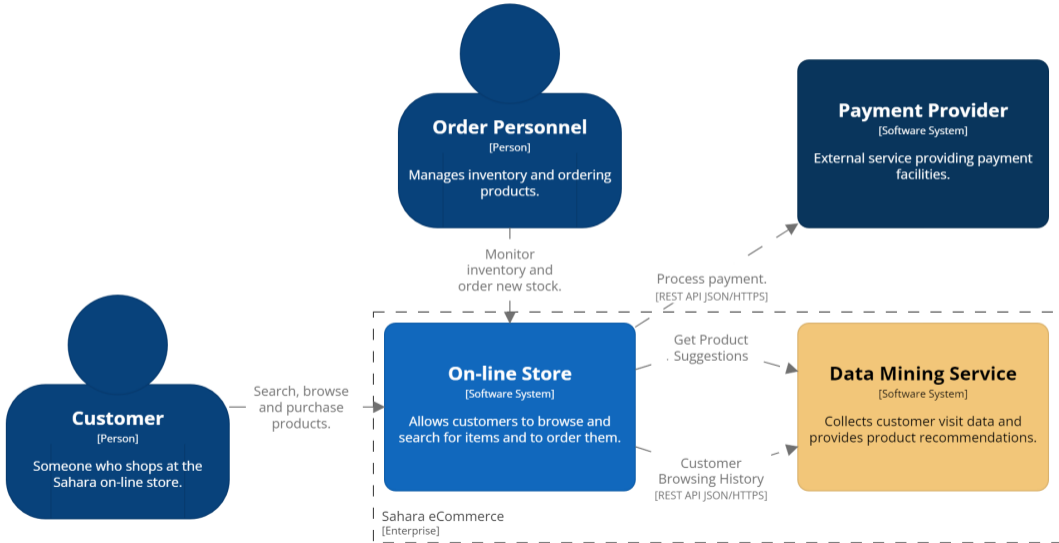 Order Personnel
[Person]
Manages inventory and ordering
products.
Payment Provider
[Software System]
External service providing payment
facilities.
Monitor
inventory and
order new stock.
Process payment.
[REST API JSON/HTTPS]
Customer
[Person]
Someone who shops at the
Sahara on-line store.
Search, browse
and purchase
products.
On-line Store
[Software System]
Allows customers to browse and
search for items and to order them.
Get Product
Suggestions
Customer
Browsing History
[REST API JSON/HTTPS]
Data Mining Service
[Software System]
Collects customer visit data and
provides product recommendations.
Sahara eCommerce
[Enterprise]